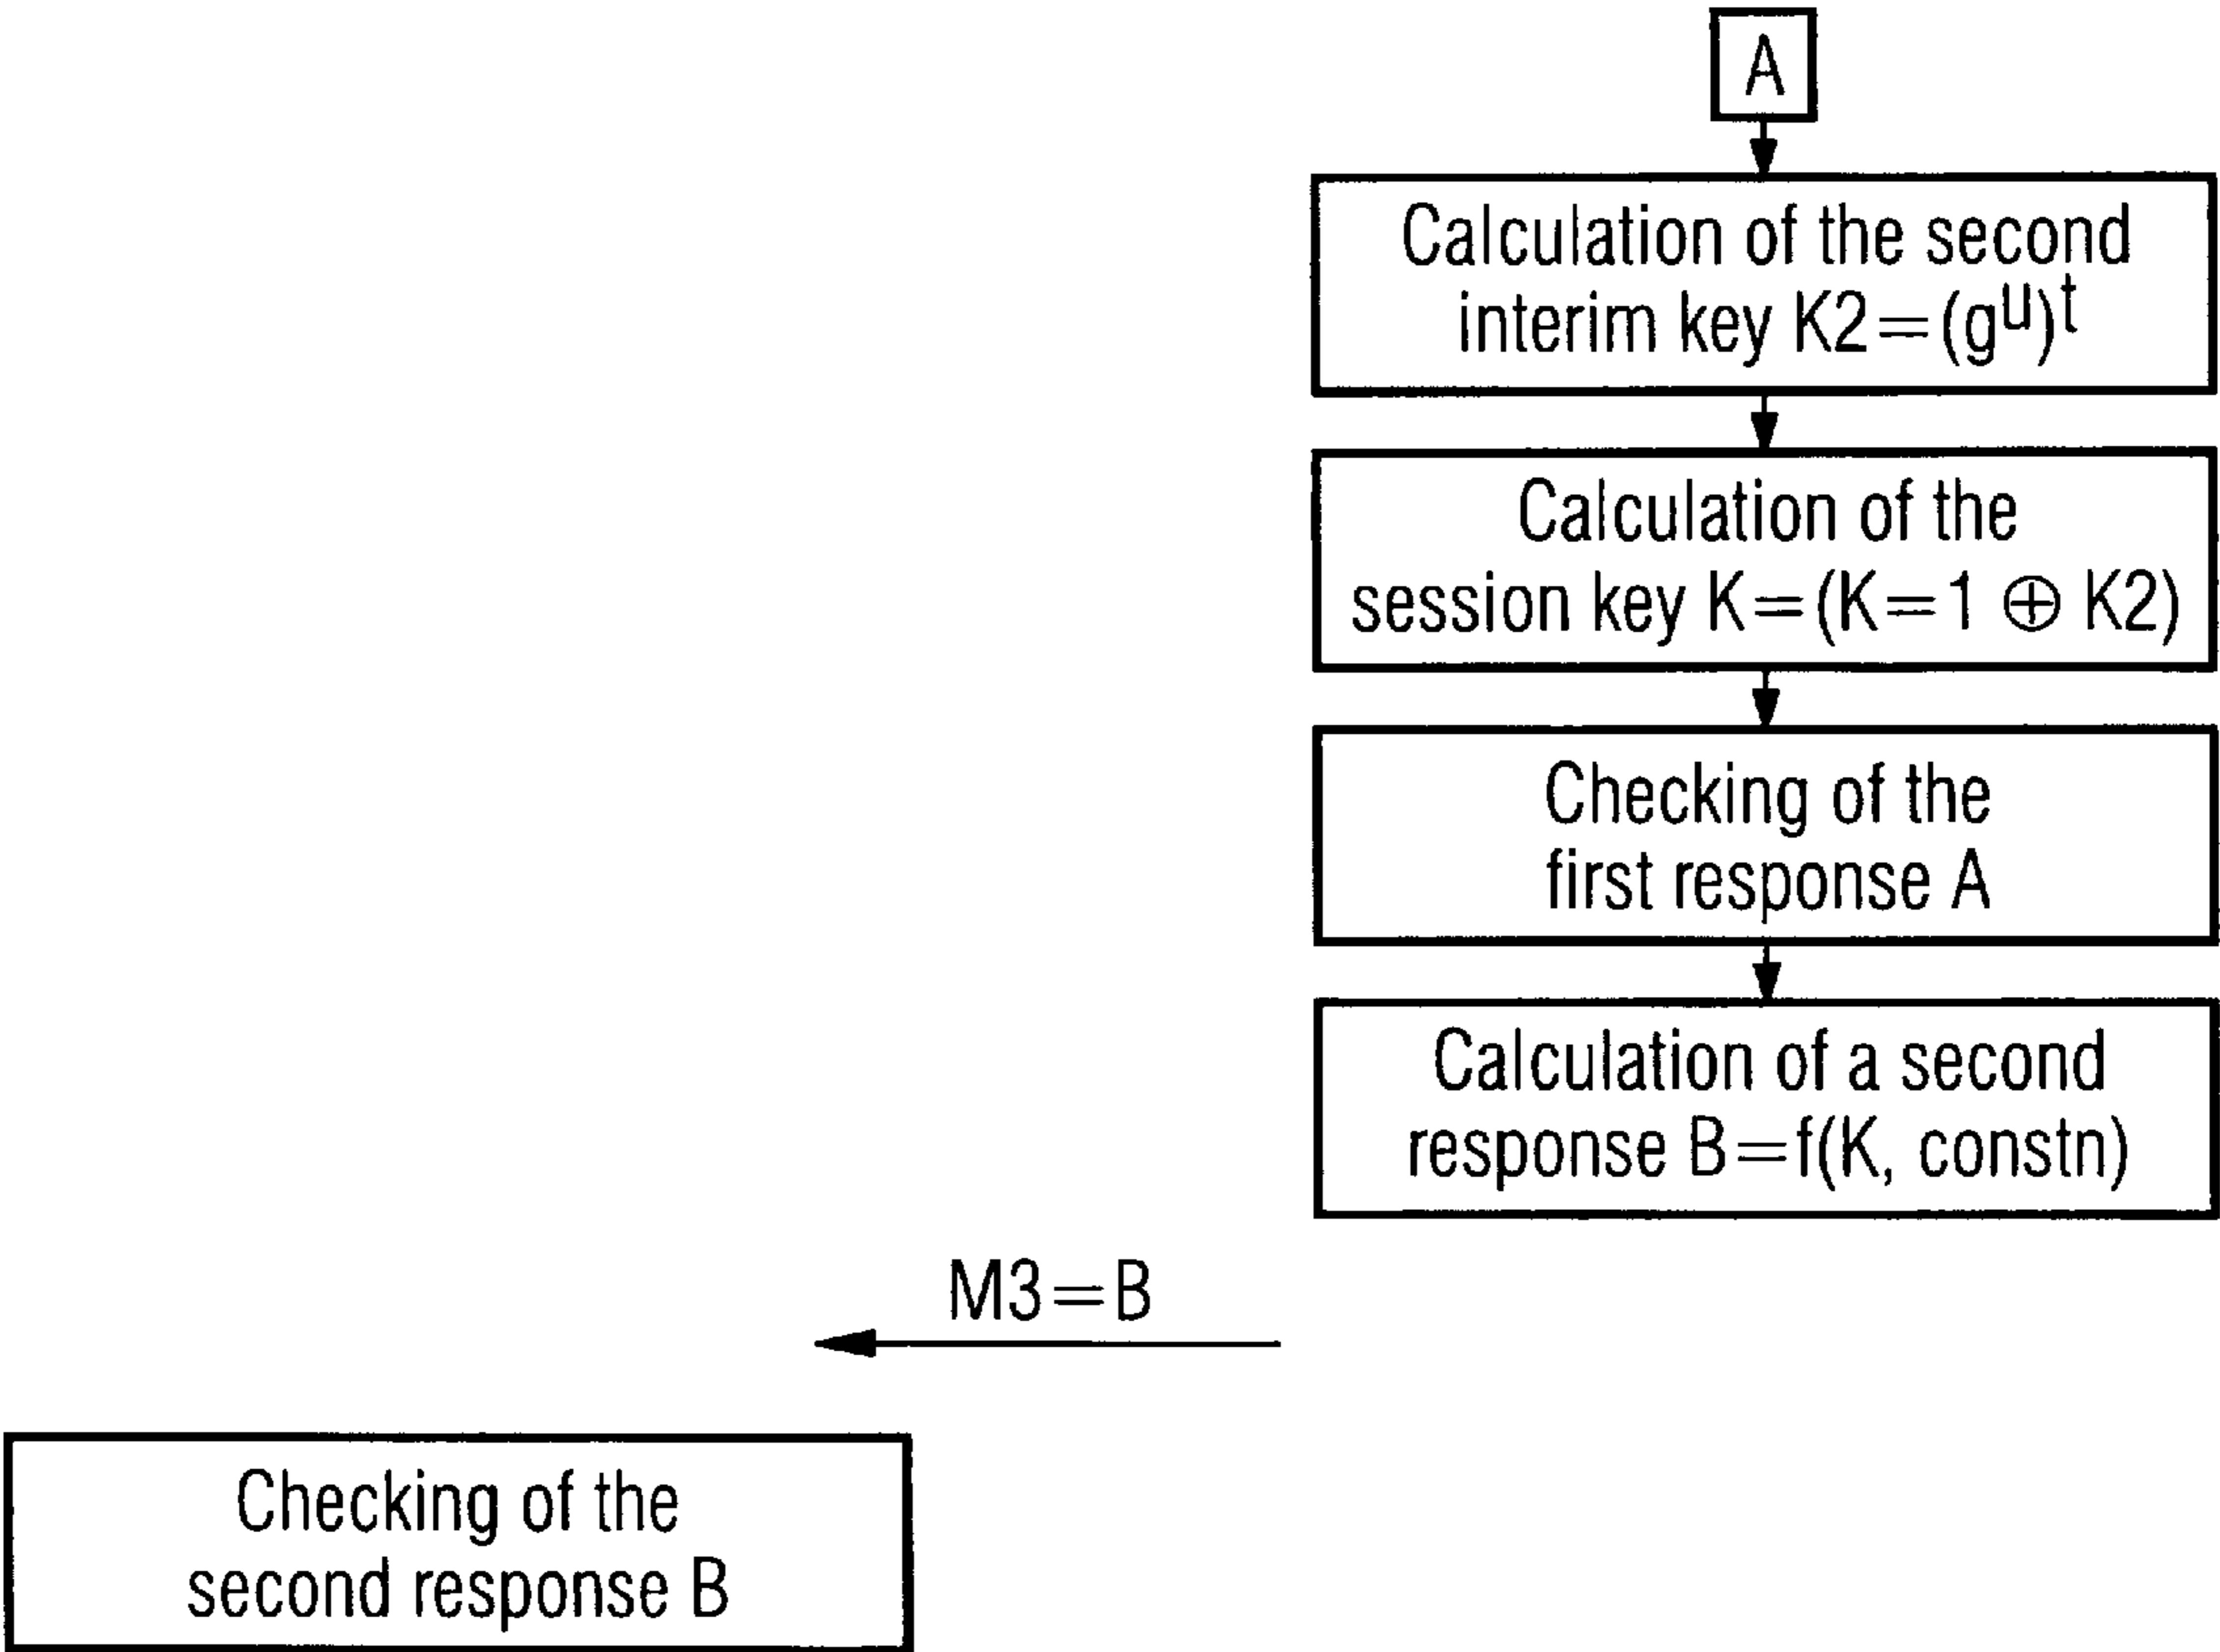 A
Calculation of the second
interim key K2=(g^u)^t
Calculation of the
session key K=(K=1 ⊕ K2)
Checking of the
first response A
Calculation of a second
response B=f(K, constn)
M3=B
Checking of the
second response B